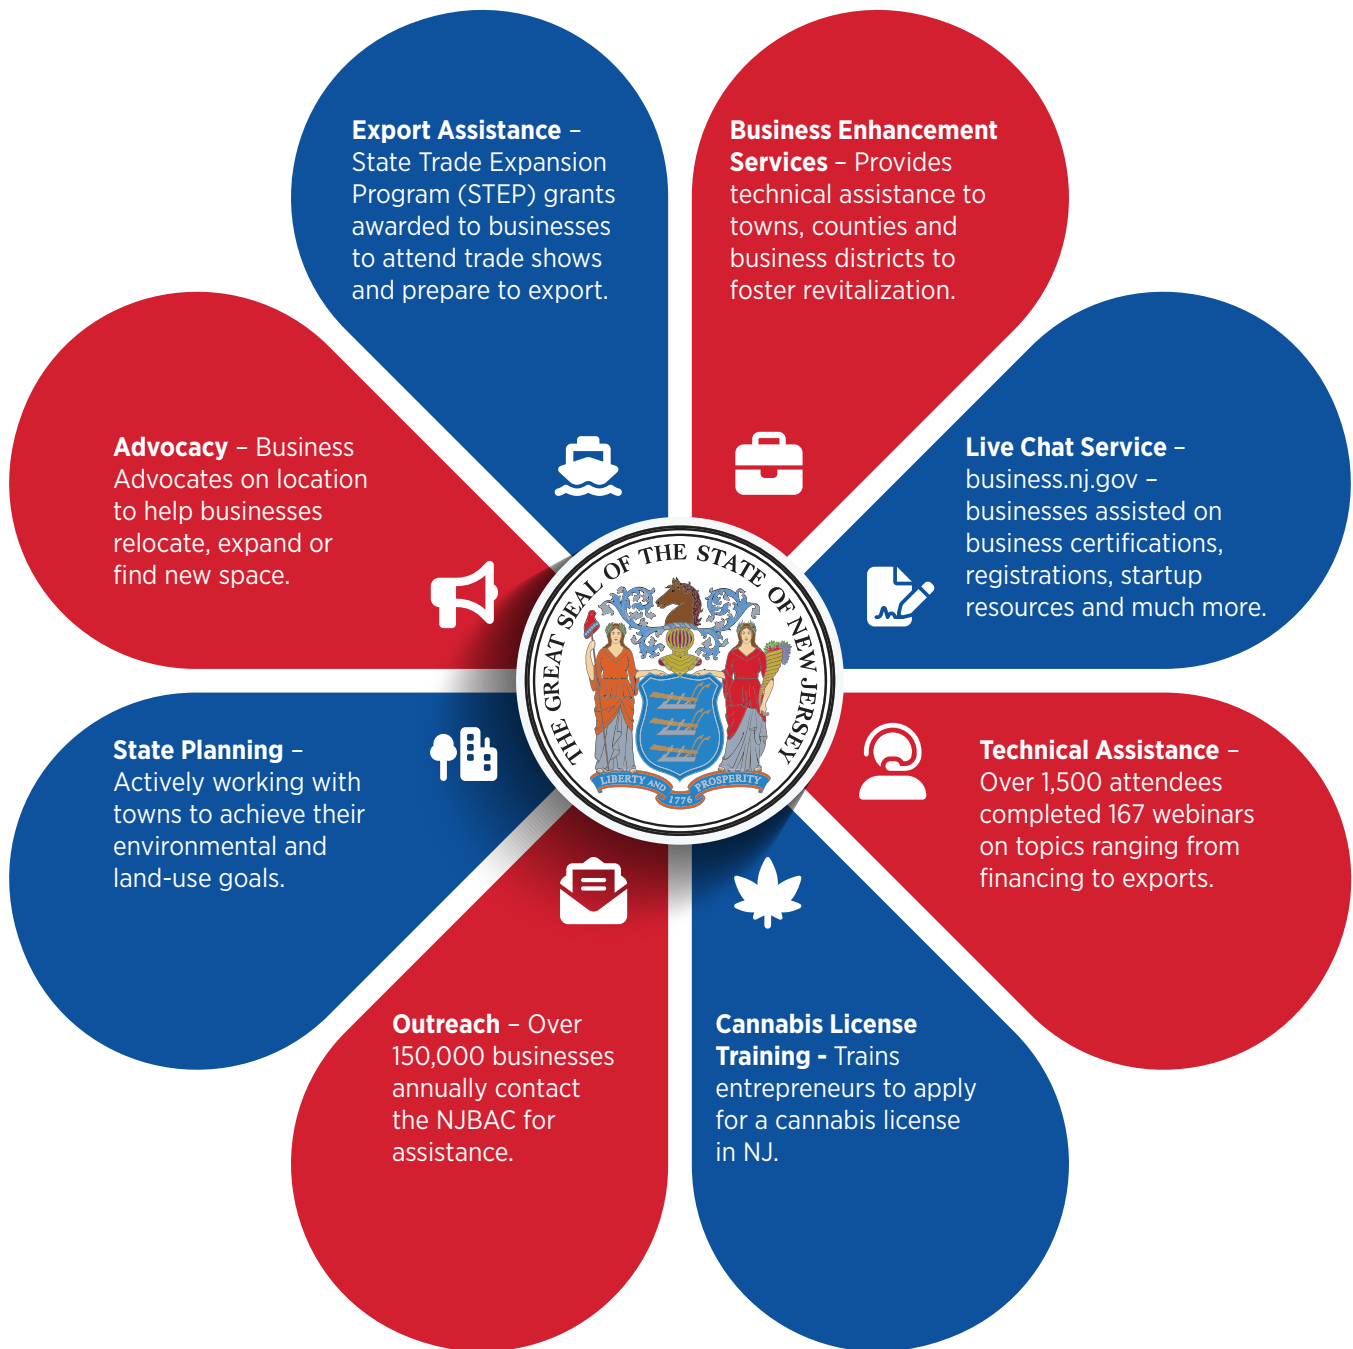 Export Assistance –
State Trade Expansion
Program (STEP) grants
awarded to businesses
to attend trade shows
and prepare to export.
Business Enhancement
Services – Provides
technical assistance to
towns, counties and
business districts to
foster revitalization.
Advocacy – Business
Advocates on location
to help businesses
relocate, expand or
find new space.
Live Chat Service –
business.nj.gov –
businesses assisted on
business certifications,
registrations, startup
resources and much more.
THE GREAT SEAL OF THE STATE OF NEW JERSEY
LIBERTY AND PROSPERITY
1776
State Planning –
Actively working with
towns to achieve their
environmental and
land-use goals.
Technical Assistance –
Over 1,500 attendees
completed 167 webinars
on topics ranging from
financing to exports.
Outreach – Over
150,000 businesses
annually contact
the NJBAC for
assistance.
Cannabis License
Training - Trains
entrepreneurs to apply
for a cannabis license
in NJ.